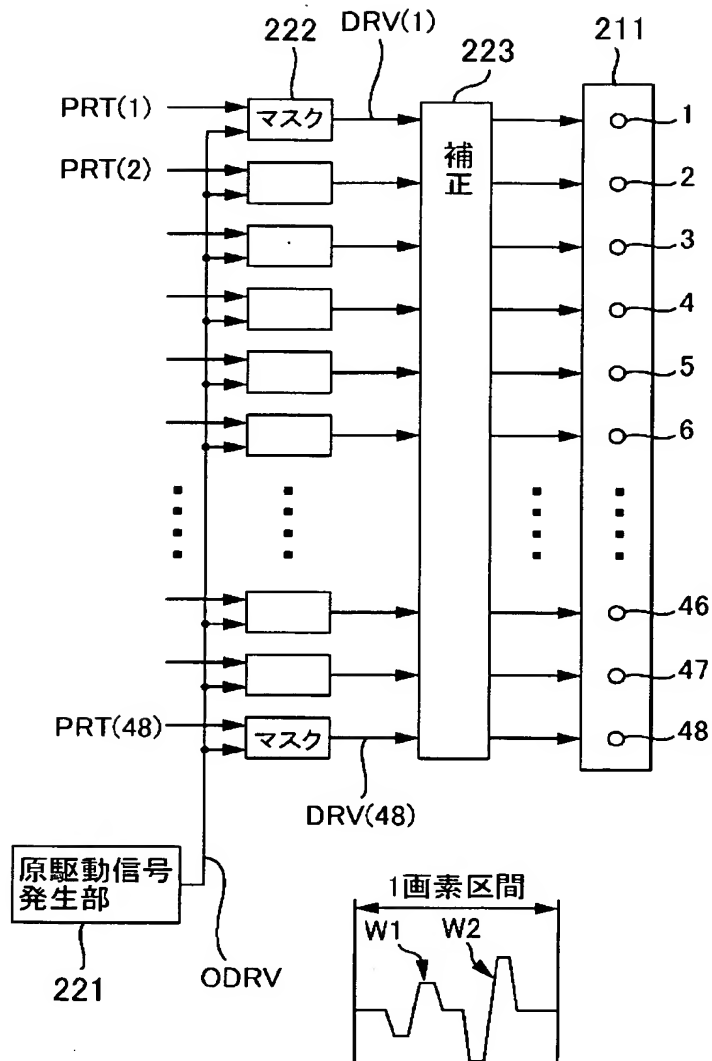 DRV(1)
222
223
211
PRT(1)
マスク
1
補正
PRT(2)
2
3
4
5
6
46
47
PRT(48)
マスク
48
DRV(48)
原駆動信号
発生部
1画素区間
W1
W2
ODRV
221